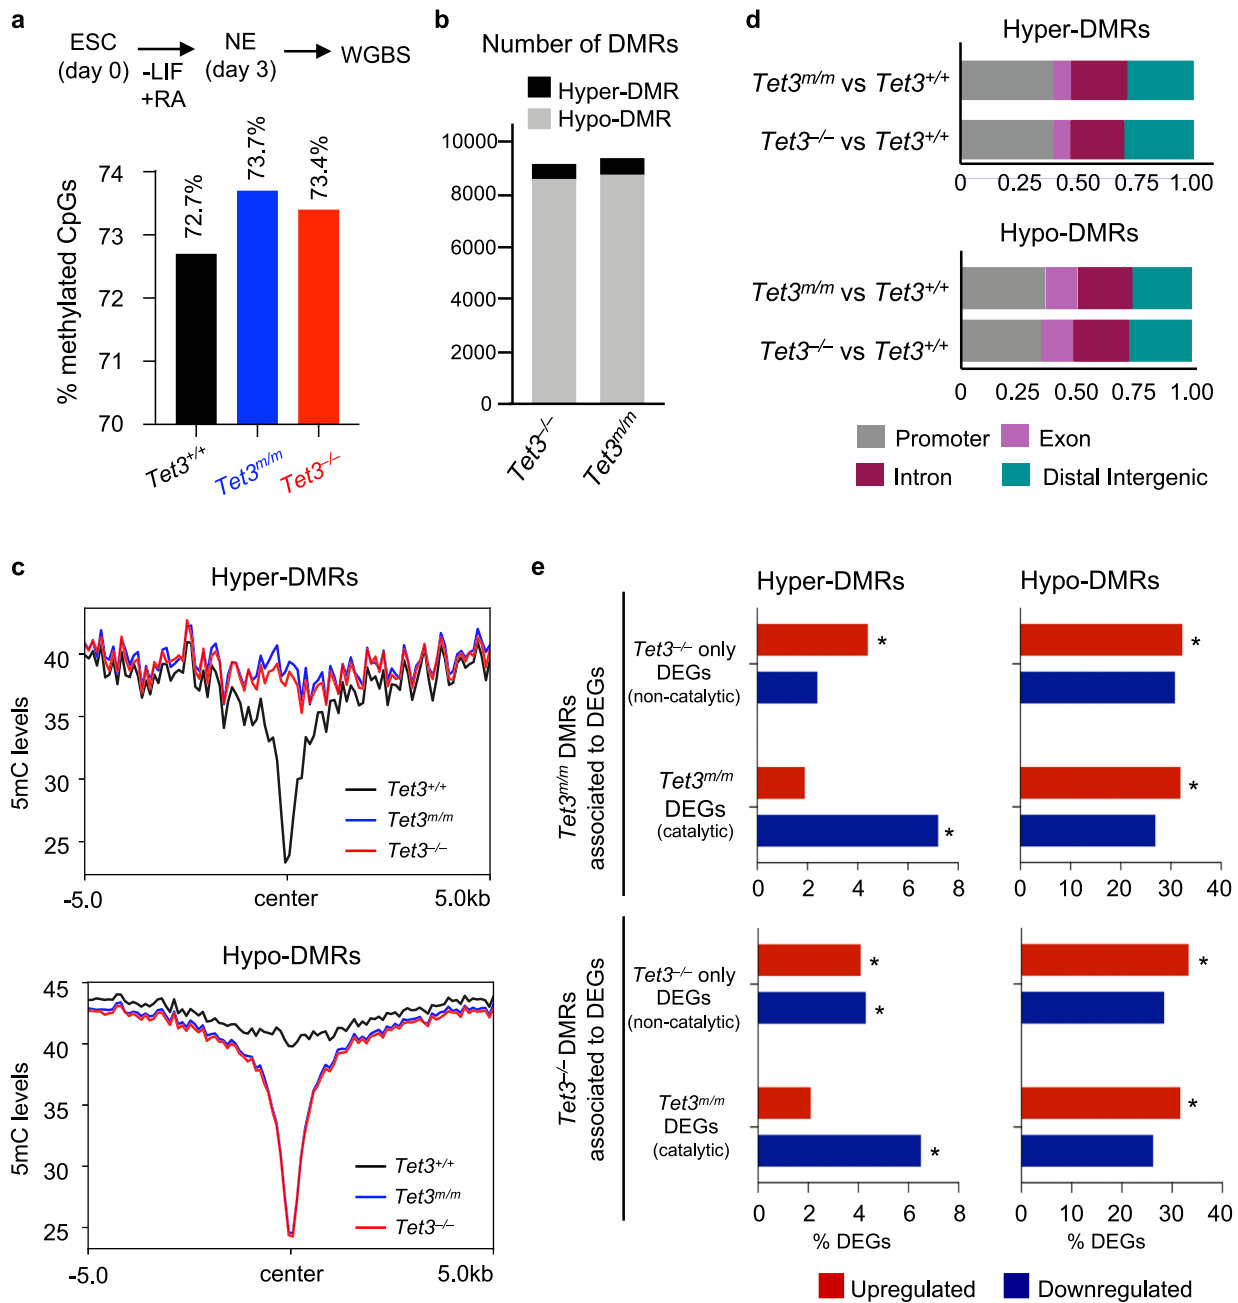 a
ESC
(day 0)
-LIF
+RA
NE
(day 3)
WGBS
% methylated CpGs
74
73
72
71
70
72.7%
73.7%
73.4%
Tet3+/+
Tet3m/m
Tet3–/–
b
Number of DMRs
Hyper-DMR
Hypo-DMR
10000
8000
6000
4000
2000
0
Tet3–/–
Tet3m/m
d
Hyper-DMRs
Tet3m/m vs Tet3+/+
Tet3–/– vs Tet3+/+
0 0.25 0.50 0.75 1.00
Hypo-DMRs
Tet3m/m vs Tet3+/+
Tet3–/– vs Tet3+/+
0 0.25 0.50 0.75 1.00
Promoter
Exon
Intron
Distal Intergenic
c
Hyper-DMRs
5mC levels
40
35
30
25
Tet3+/+
Tet3m/m
Tet3–/–
-5.0 center 5.0kb
Hypo-DMRs
5mC levels
45
40
35
30
25
Tet3+/+
Tet3m/m
Tet3–/–
-5.0 center 5.0kb
e
Hyper-DMRs
Hypo-DMRs
Tet3m/m DMRs
associated to DEGs
Tet3–/– only
DEGs
(non-catalytic)
*
*
Tet3m/m
DEGs
(catalytic)
*
*
0 2 4 6 8
0 10 20 30 40
Tet3–/– DMRs
associated to DEGs
Tet3–/– only
DEGs
(non-catalytic)
*
*
*
Tet3m/m
DEGs
(catalytic)
*
*
0 2 4 6 8
0 10 20 30 40
% DEGs
% DEGs
Upregulated
Downregulated